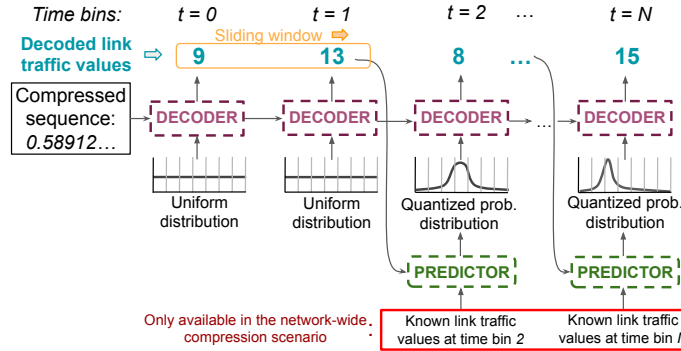 Time bins: t = 0 t = 1 t = 2 ... t = N
Sliding window
Decoded link traffic values
9 13 8 ... 15
Compressed sequence: 0.58912...
DECODER DECODER DECODER ... DECODER
Uniform distribution
Uniform distribution
Quantized prob. distribution
Quantized prob. distribution
PREDICTOR PREDICTOR
Only available in the network-wide compression scenario :
Known link traffic values at time bin 2
Known link traffic values at time bin